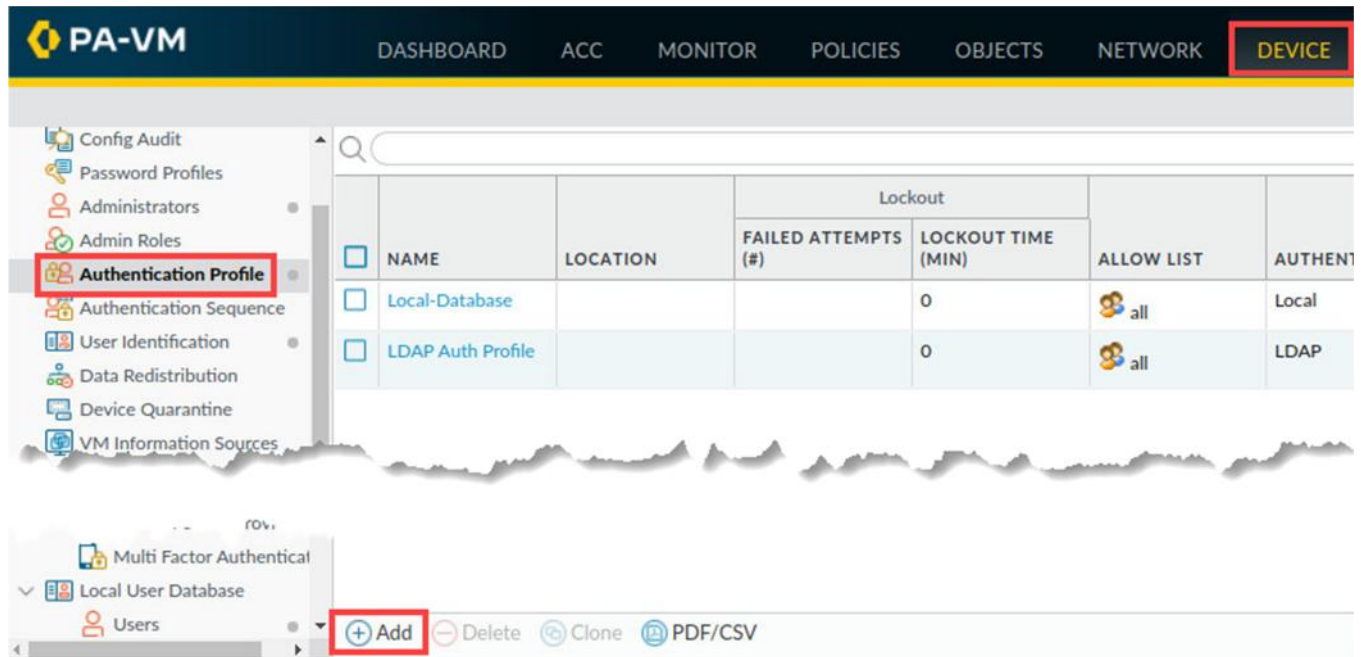 PA-VM
DASHBOARD ACC MONITOR POLICIES OBJECTS NETWORK DEVICE
Config Audit
Password Profiles
Administrators
Admin Roles
Authentication Profile
Authentication Sequence
User Identification
Data Redistribution
Device Quarantine
VM Information Sources
Lockout
NAME LOCATION FAILED ATTEMPTS (#) LOCKOUT TIME (MIN) ALLOW LIST AUTHENT
Local-Database 0 all Local
LDAP Auth Profile 0 all LDAP
Multi Factor Authenticat
Local User Database
Users
Add Delete Clone PDF/CSV